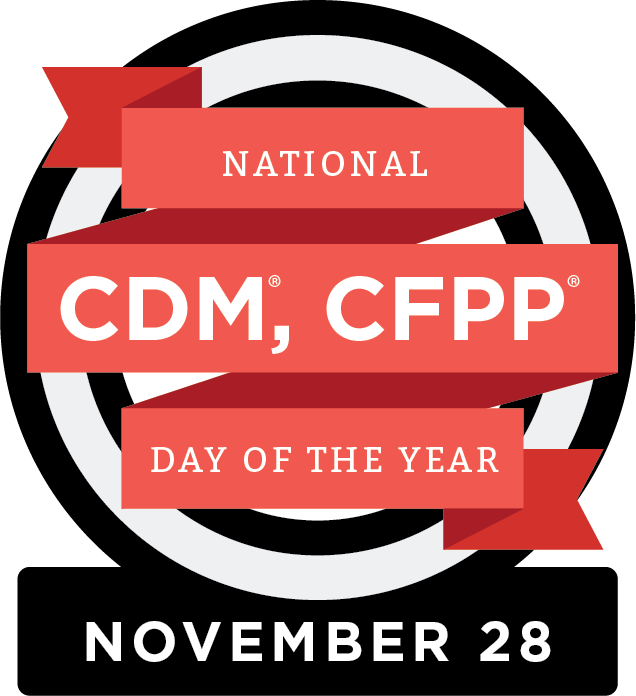 NATIONAL
CDM®, CFPP®
DAY OF THE YEAR
NOVEMBER 28